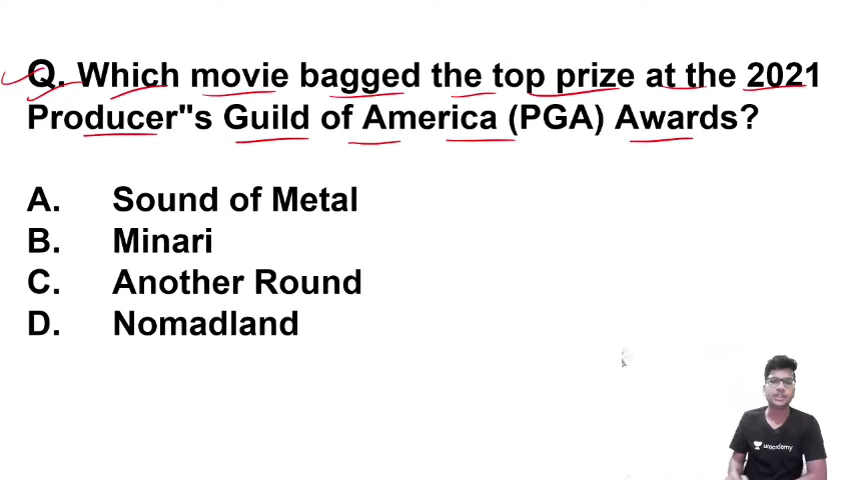 Q. Which movie bagged the top prize at the 2021
Producer"s Guild of America (PGA) Awards?
A. Sound of Metal
B. Minari
C. Another Round
D. Nomadland
unacademy